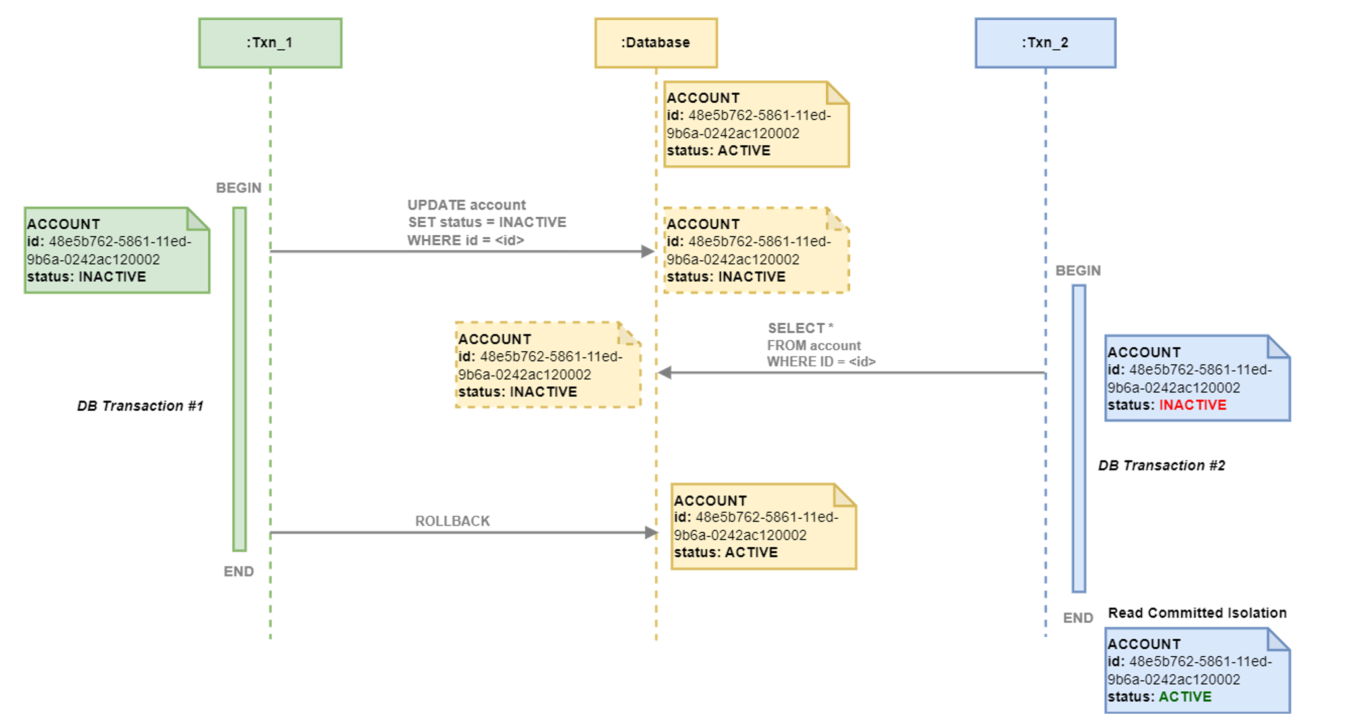 :Txn_1
:Database
:Txn_2
ACCOUNT
id: 48e5b762-5861-11ed-
9b6a-0242ac120002
status: ACTIVE
BEGIN
ACCOUNT
id: 48e5b762-5861-11ed-
9b6a-0242ac120002
status: INACTIVE
UPDATE account
SET status = INACTIVE
WHERE id = <id>
ACCOUNT
id: 48e5b762-5861-11ed-
9b6a-0242ac120002
status: INACTIVE
BEGIN
ACCOUNT
id: 48e5b762-5861-11ed-
9b6a-0242ac120002
status: INACTIVE
SELECT *
FROM account
WHERE ID = <id>
ACCOUNT
id: 48e5b762-5861-11ed-
9b6a-0242ac120002
status: INACTIVE
DB Transaction #1
DB Transaction #2
ROLLBACK
ACCOUNT
id: 48e5b762-5861-11ed-
9b6a-0242ac120002
status: ACTIVE
END
END
Read Committed Isolation
ACCOUNT
id: 48e5b762-5861-11ed-
9b6a-0242ac120002
status: ACTIVE